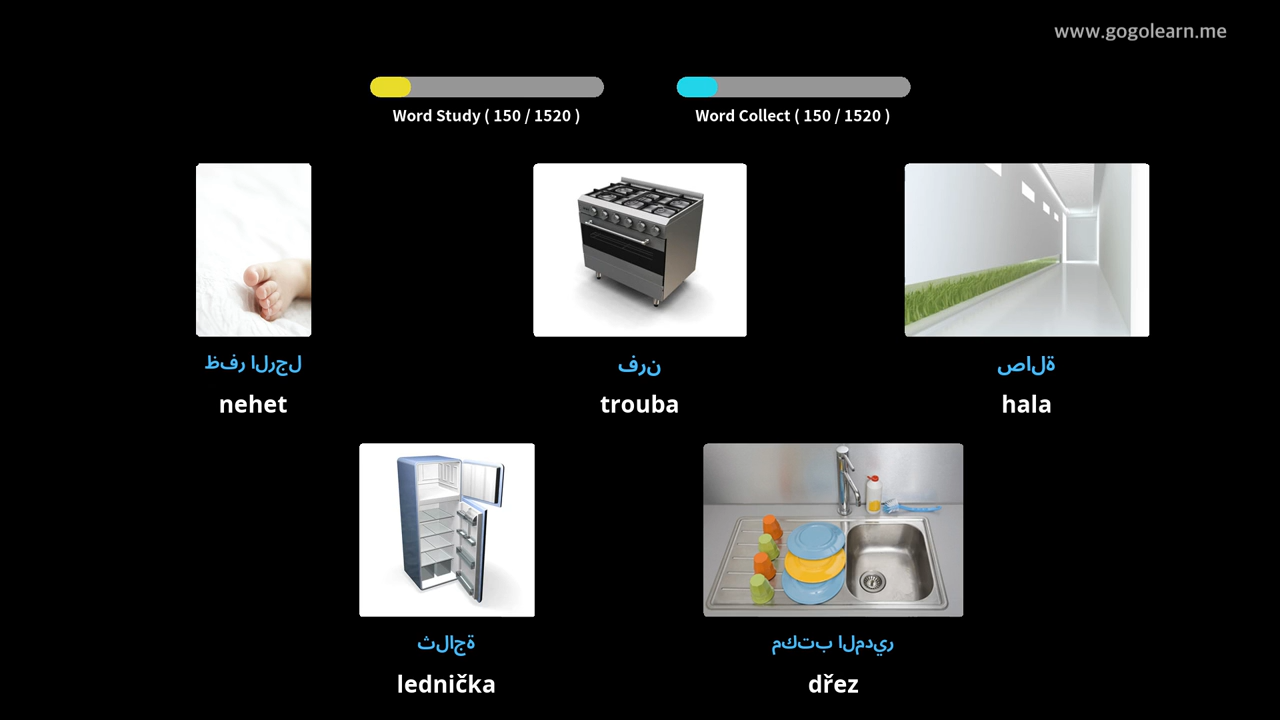 www.gogolearn.me
Word Study ( 150 / 1520 )
Word Collect ( 150 / 1520 )
ظفر الرجل
nehet
فرن
trouba
صالة
hala
ثلاجة
lednička
مكتب المدير
dřez